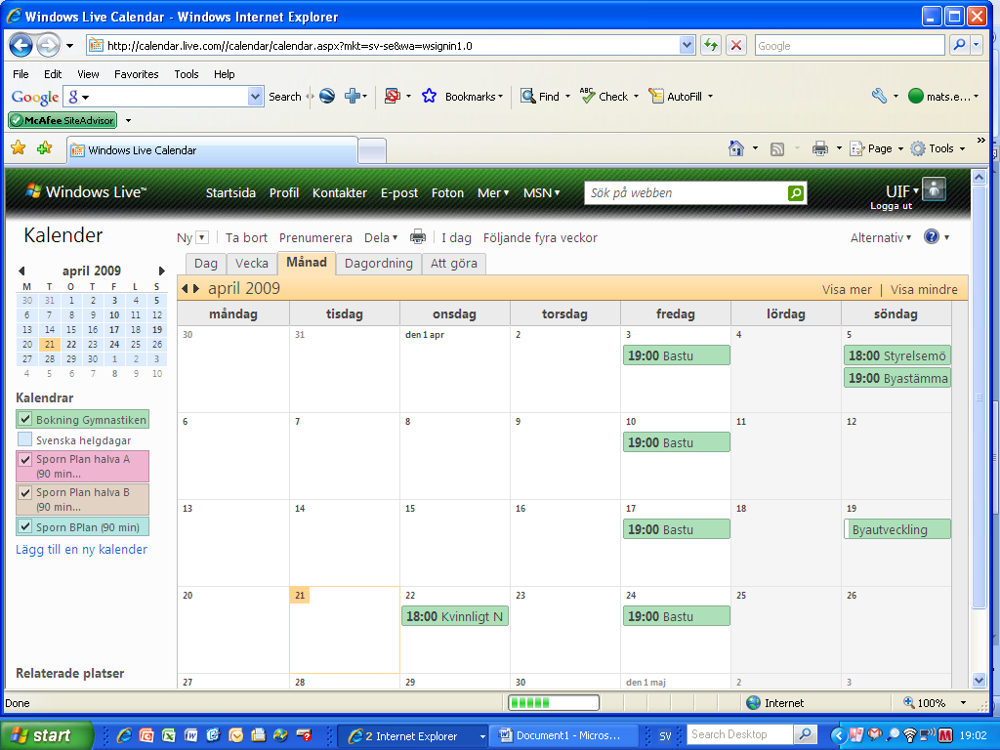 Windows Live Calendar - Windows Internet Explorer
http://calendar.live.com//calendar/calendar.aspx?mkt=sv-se&wa=wsignin1.0
Google
File Edit View Favorites Tools Help
Google g Search Bookmarks Find ABC Check AutoFill mats.e...
McAfee SiteAdvisor
Windows Live Calendar Page Tools »
Windows Live™ Startsida Profil Kontakter E-post Foton Mer MSN Sök på webben UIF
Logga ut
Kalender
Ny Ta bort Prenumerera Dela I dag Följande fyra veckor Alternativ ?
Dag Vecka Månad Dagordning Att göra
april 2009 Visa mer | Visa mindre
april 2009
M T O T F L S
30 31 1 2 3 4 5
6 7 8 9 10 11 12
13 14 15 16 17 18 19
20 21 22 23 24 25 26
27 28 29 30 1 2 3
4 5 6 7 8 9 10
Kalendrar
Bokning Gymnastiken
Svenska helgdagar
Sporn Plan halva A
(90 min...
Sporn Plan halva B
(90 min...
Sporn BPlan (90 min)
Lägg till en ny kalender
Relaterade platser
måndag tisdag onsdag torsdag fredag lördag söndag
30 31 den 1 apr 2 3 4 5
19:00 Bastu 18:00 Styrelsemö
19:00 Byastämma
6 7 8 9 10 11 12
19:00 Bastu
13 14 15 16 17 18 19
19:00 Bastu Byautveckling
20 21 22 23 24 25 26
18:00 Kvinnligt N 19:00 Bastu
27 28 29 30 den 1 maj 2 3
Done Internet 100%
start 2 Internet Explorer Document1 - Micros... SV Search Desktop 19:02